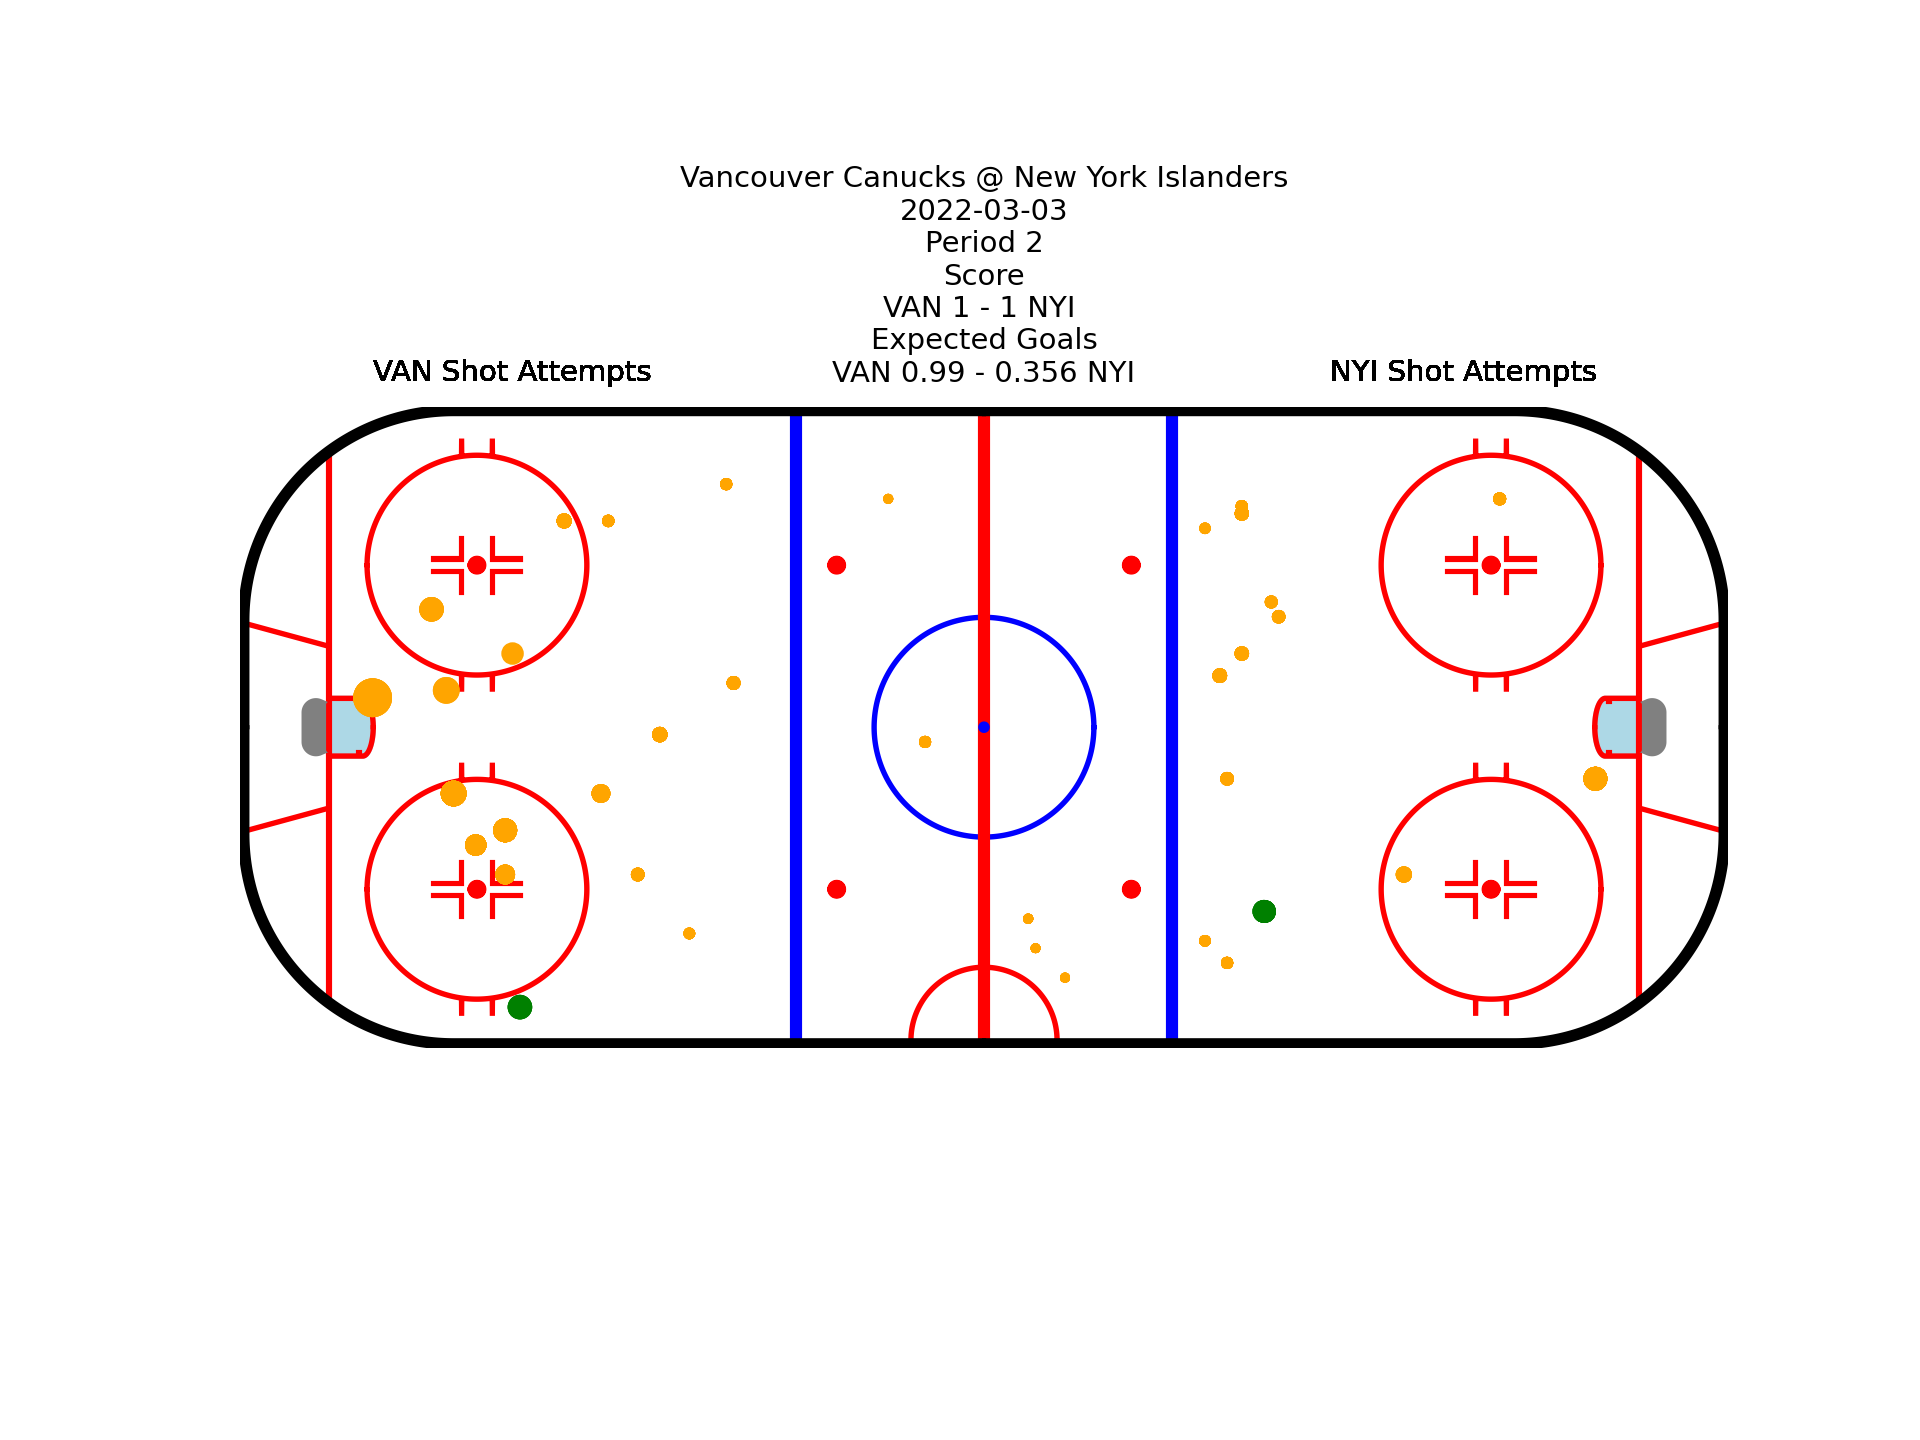 Vancouver Canucks @ New York Islanders
2022-03-03
Period 2
Score
VAN 1 - 1 NYI
Expected Goals
VAN 0.99 - 0.356 NYI
VAN Shot Attempts
NYI Shot Attempts